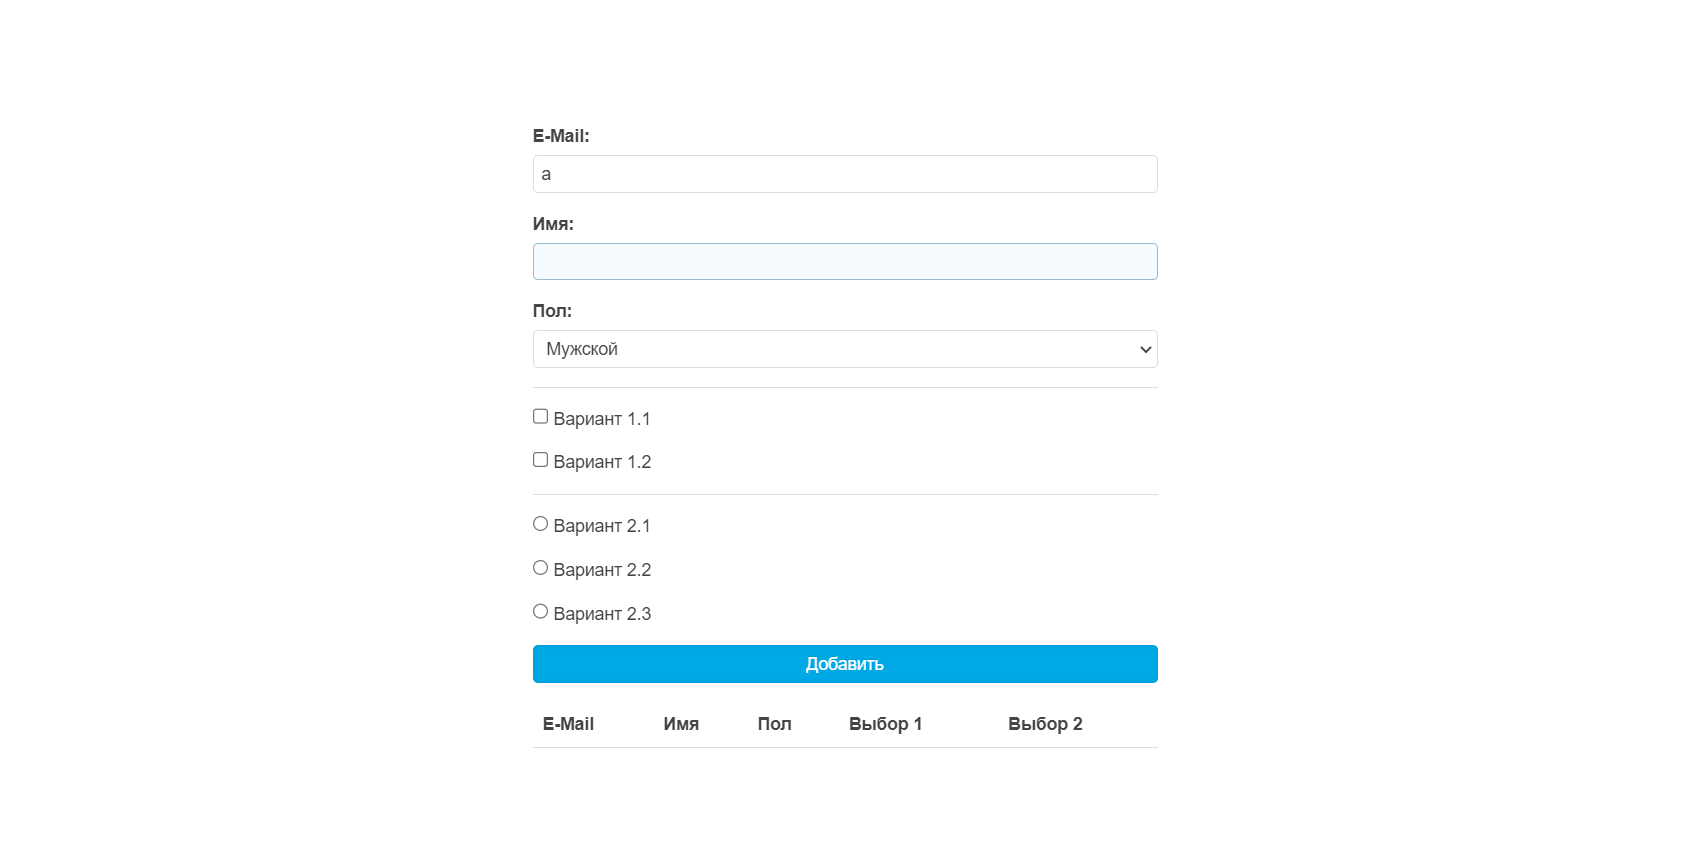 E-Mail:
a
Имя:
Пол:
Мужской
Вариант 1.1
Вариант 1.2
Вариант 2.1
Вариант 2.2
Вариант 2.3
Добавить
E-Mail Имя Пол Выбор 1 Выбор 2